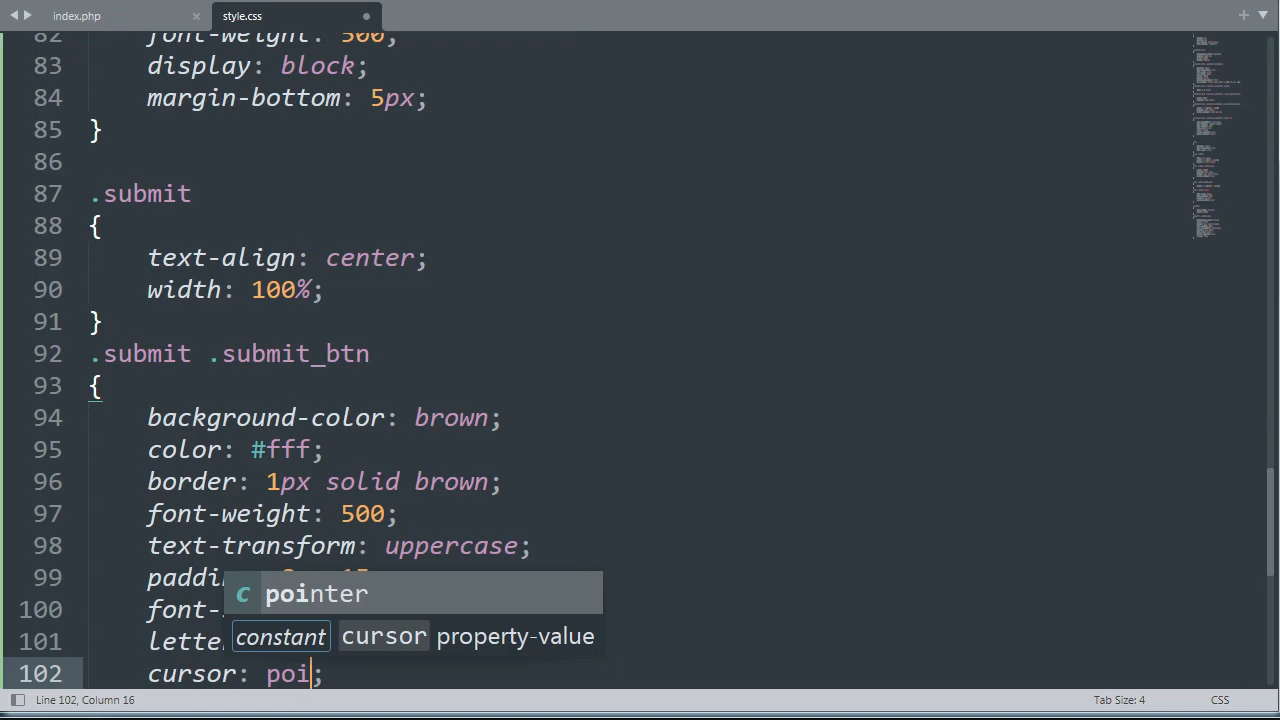 index.php
style.css
82 font-weight: 500;
83 display: block;
84 margin-bottom: 5px;
85 }
86
87 .submit
88 {
89 text-align: center;
90 width: 100%;
91 }
92 .submit .submit_btn
93 {
94 background-color: brown;
95 color: #fff;
96 border: 1px solid brown;
97 font-weight: 500;
98 text-transform: uppercase;
99
100
101
c pointer
constant cursor property-value
102 cursor: poi;
Line 102, Column 16
Tab Size: 4
CSS